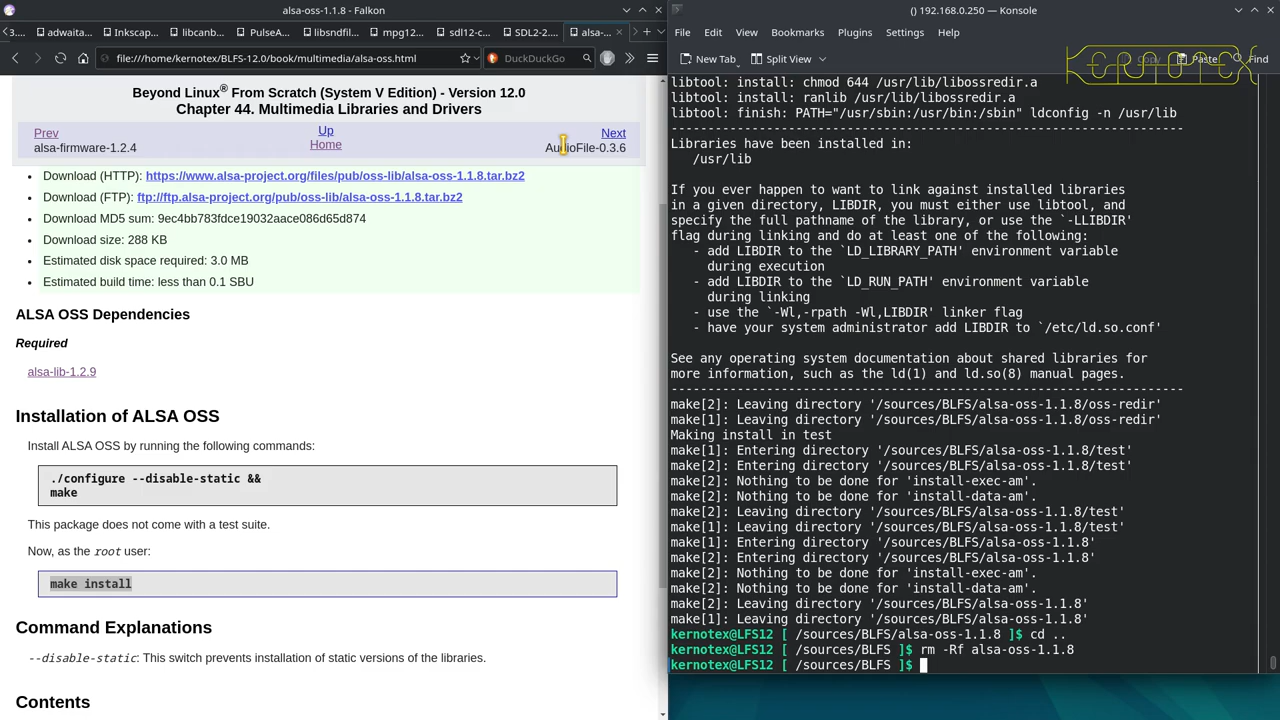 alsa-oss-1.1.8 - Falkon
3....
adwaita...
Inkscap...
libcanb...
PulseA...
libsndfil...
mpg12...
sdl12-c...
SDL2-2....
alsa-...
file:///home/kernotex/BLFS-12.0/book/multimedia/alsa-oss.html
DuckDuckGo
Beyond Linux® From Scratch (System V Edition) - Version 12.0
Chapter 44. Multimedia Libraries and Drivers
Prev
Up
Next
alsa-firmware-1.2.4
Home
AudioFile-0.3.6
Download (HTTP): https://www.alsa-project.org/files/pub/oss-lib/alsa-oss-1.1.8.tar.bz2
Download (FTP): ftp://ftp.alsa-project.org/pub/oss-lib/alsa-oss-1.1.8.tar.bz2
Download MD5 sum: 9ec4bb783fdce19032aace086d65d874
Download size: 288 KB
Estimated disk space required: 3.0 MB
Estimated build time: less than 0.1 SBU
ALSA OSS Dependencies
Required
alsa-lib-1.2.9
Installation of ALSA OSS
Install ALSA OSS by running the following commands:
./configure --disable-static &&
make
This package does not come with a test suite.
Now, as the root user:
make install
Command Explanations
--disable-static: This switch prevents installation of static versions of the libraries.
Contents
() 192.168.0.250 — Konsole
File Edit View Bookmarks Plugins Settings Help
New Tab Split View Copy Paste Find
KERNOTEX
libtool: install: chmod 644 /usr/lib/libossredir.a
libtool: install: ranlib /usr/lib/libossredir.a
libtool: finish: PATH="/usr/sbin:/usr/bin:/sbin" ldconfig -n /usr/lib
----------------------------------------------------------------------
Libraries have been installed in:
/usr/lib
If you ever happen to want to link against installed libraries
in a given directory, LIBDIR, you must either use libtool, and
specify the full pathname of the library, or use the `-LLIBDIR'
flag during linking and do at least one of the following:
- add LIBDIR to the `LD_LIBRARY_PATH' environment variable
during execution
- add LIBDIR to the `LD_RUN_PATH' environment variable
during linking
- use the `-Wl,-rpath -Wl,LIBDIR' linker flag
- have your system administrator add LIBDIR to `/etc/ld.so.conf'
See any operating system documentation about shared libraries for
more information, such as the ld(1) and ld.so(8) manual pages.
----------------------------------------------------------------------
make[2]: Leaving directory '/sources/BLFS/alsa-oss-1.1.8/oss-redir'
make[1]: Leaving directory '/sources/BLFS/alsa-oss-1.1.8/oss-redir'
Making install in test
make[1]: Entering directory '/sources/BLFS/alsa-oss-1.1.8/test'
make[2]: Entering directory '/sources/BLFS/alsa-oss-1.1.8/test'
make[2]: Nothing to be done for 'install-exec-am'.
make[2]: Nothing to be done for 'install-data-am'.
make[2]: Leaving directory '/sources/BLFS/alsa-oss-1.1.8/test'
make[1]: Leaving directory '/sources/BLFS/alsa-oss-1.1.8/test'
make[1]: Entering directory '/sources/BLFS/alsa-oss-1.1.8'
make[2]: Entering directory '/sources/BLFS/alsa-oss-1.1.8'
make[2]: Nothing to be done for 'install-exec-am'.
make[2]: Nothing to be done for 'install-data-am'.
make[2]: Leaving directory '/sources/BLFS/alsa-oss-1.1.8'
make[1]: Leaving directory '/sources/BLFS/alsa-oss-1.1.8'
kernotex@LFS12 [ /sources/BLFS/alsa-oss-1.1.8 ]$ cd ..
kernotex@LFS12 [ /sources/BLFS ]$ rm -Rf alsa-oss-1.1.8
kernotex@LFS12 [ /sources/BLFS ]$